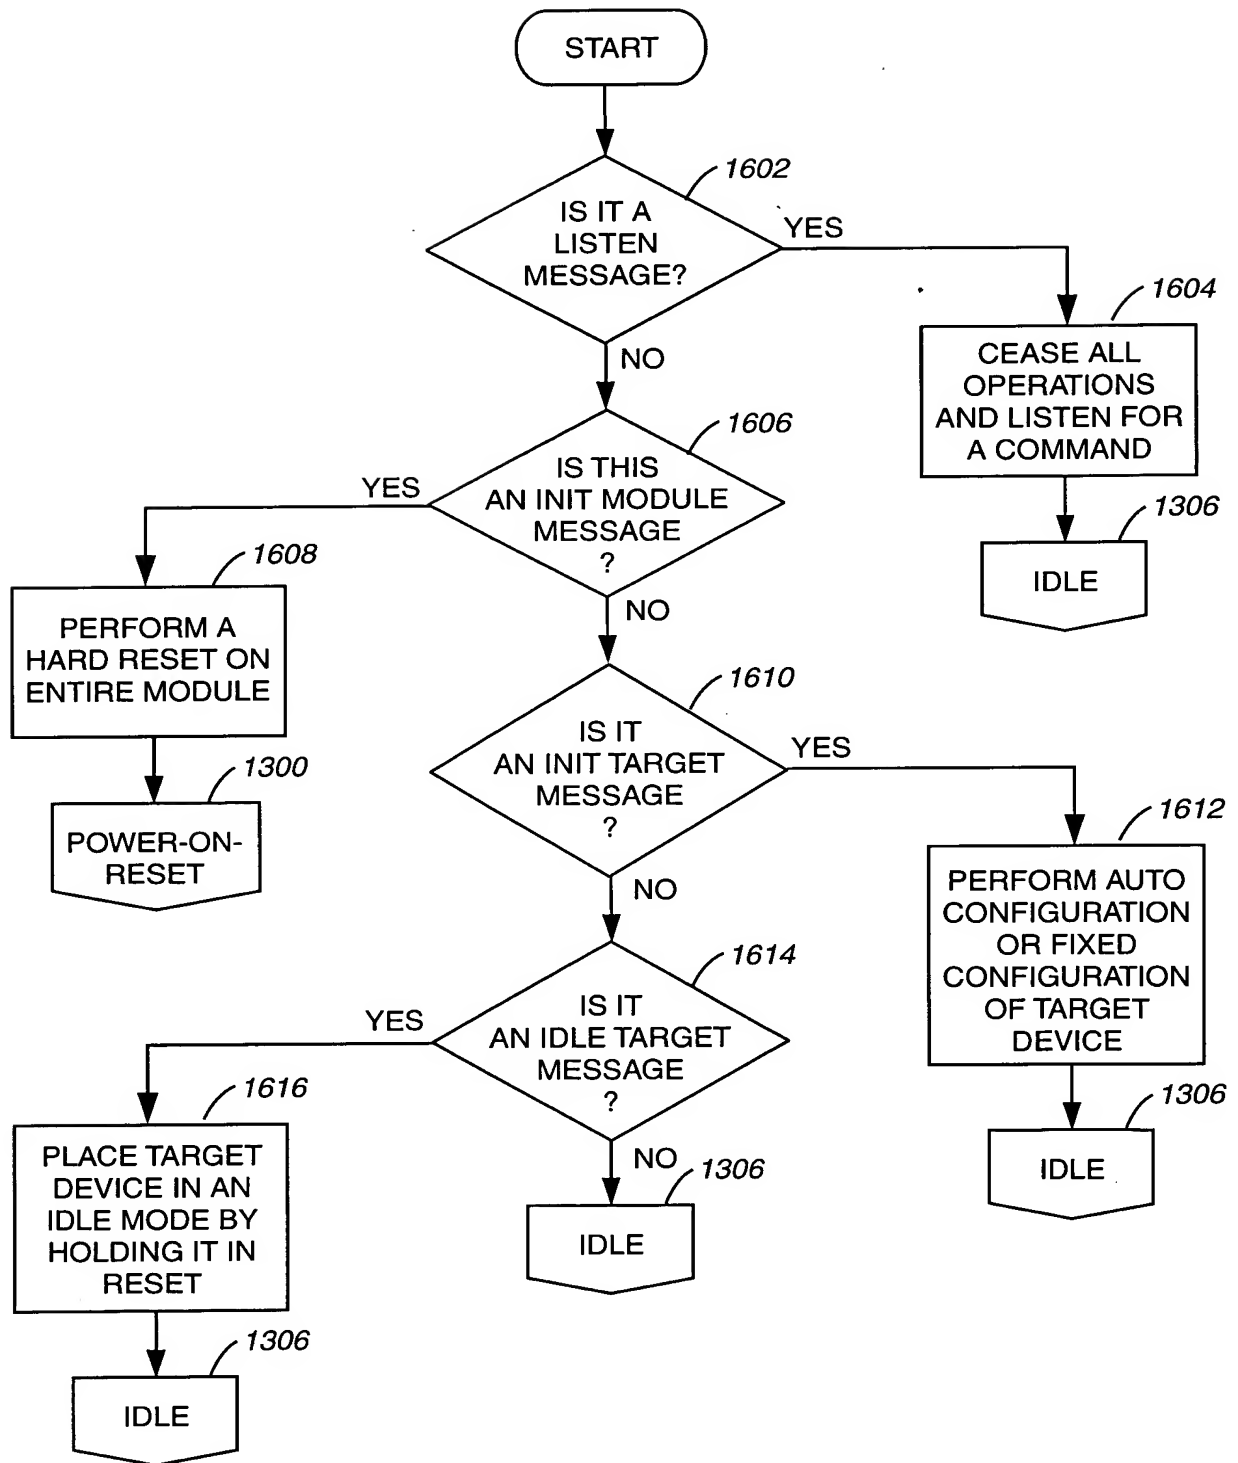 START
1602
IS IT A
LISTEN
MESSAGE?
YES
NO
1604
CEASE ALL
OPERATIONS
AND LISTEN FOR
A COMMAND
1306
IDLE
1606
IS THIS
AN INIT MODULE
MESSAGE
?
YES
NO
1608
PERFORM A
HARD RESET ON
ENTIRE MODULE
1300
POWER-ON-
RESET
1610
IS IT
AN INIT TARGET
MESSAGE
?
YES
NO
1612
PERFORM AUTO
CONFIGURATION
OR FIXED
CONFIGURATION
OF TARGET
DEVICE
1306
IDLE
1614
IS IT
AN IDLE TARGET
MESSAGE
?
YES
NO
1616
PLACE TARGET
DEVICE IN AN
IDLE MODE BY
HOLDING IT IN
RESET
1306
IDLE
1306
IDLE